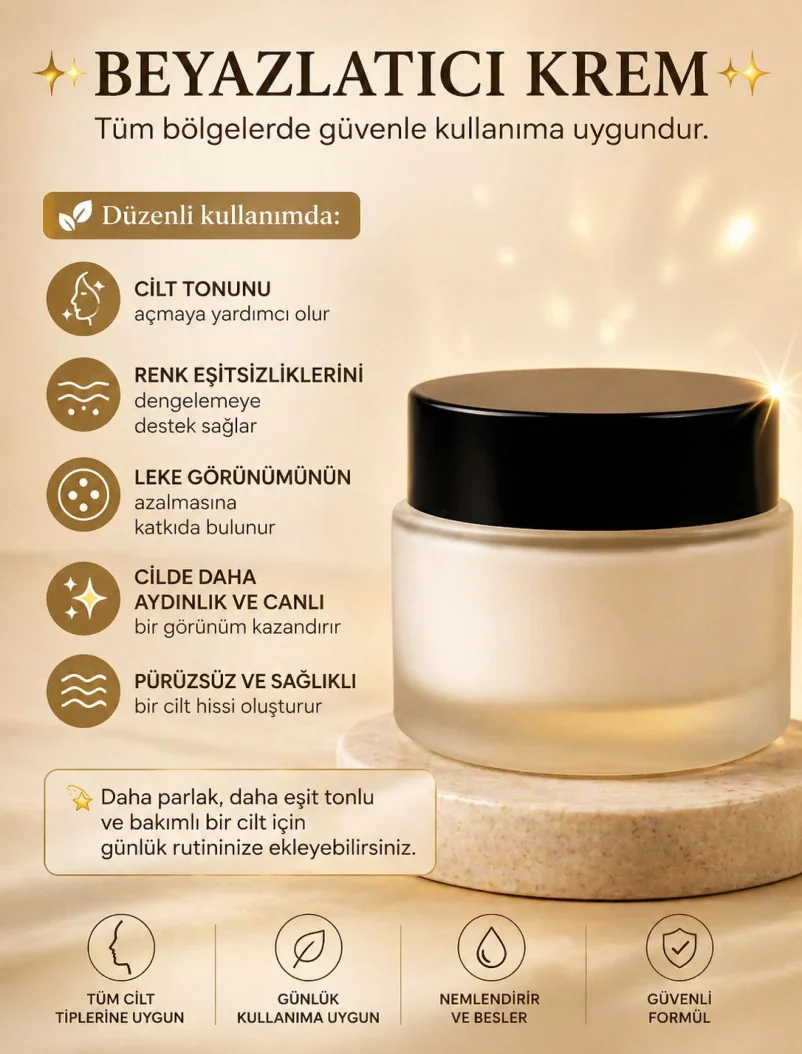 BEYAZLATICI KREM
Tüm bölgelerde güvenle kullanıma uygundur.
Düzenli kullanımda:
CİLT TONUNU
açmaya yardımcı olur
RENK EŞİTSİZLİKLERİNİ
dengelemeye
destek sağlar
LEKE GÖRÜNÜMÜNÜN
azalmasına
katkıda bulunur
CİLDE DAHA
AYDINLIK VE CANLI
bir görünüm kazandırır
PÜRÜZSÜZ VE SAĞLIKLI
bir cilt hissi oluşturur
Daha parlak, daha eşit tonlu
ve bakımlı bir cilt için
günlük rutininize ekleyebilirsiniz.
TÜM CİLT
TİPLERİNE UYGUN
GÜNLÜK
KULLANIMA UYGUN
NEMLENDİRİR
VE BESLER
GÜVENLİ
FORMÜL